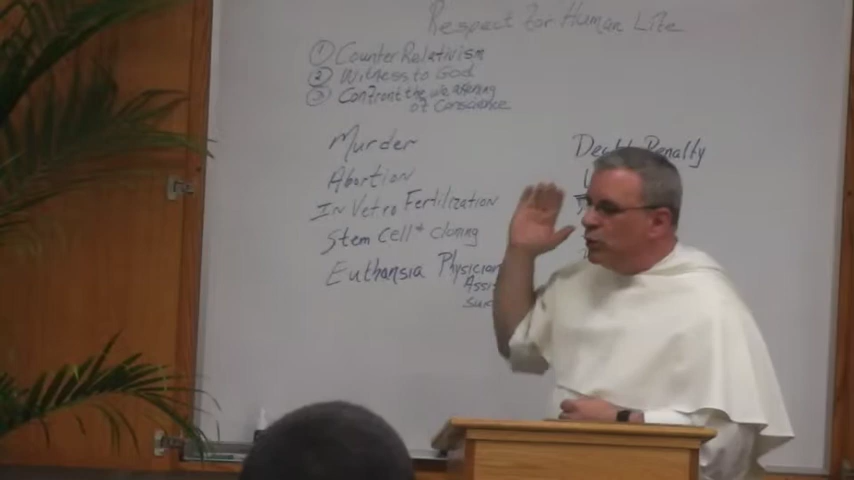 Respect for Human Life
① Counter Relativism
② Witness to God
③ Confront the weakening
of Conscience
Murder
Abortion
In Vetro Fertilization
Stem Cell + Cloning
Euthansia Physician
Death Penalty